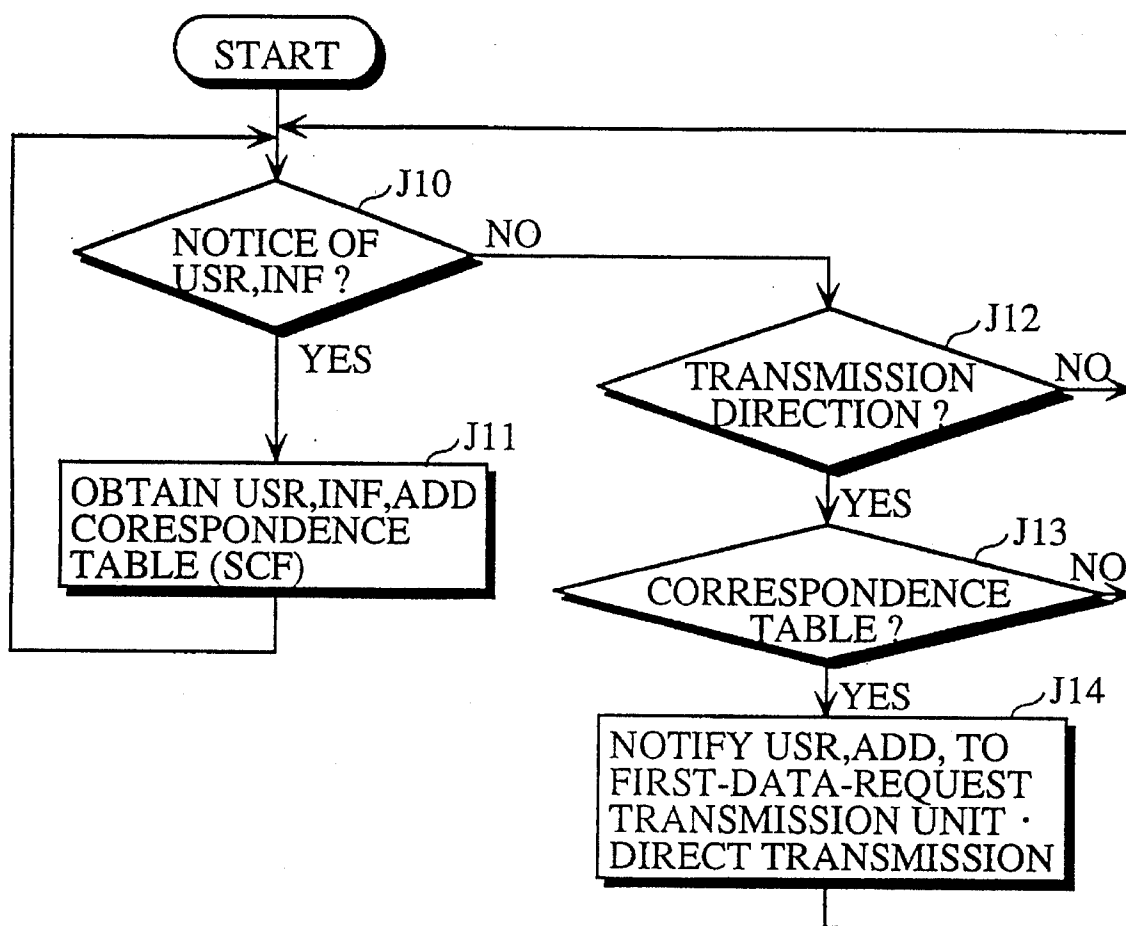 START
J10
NOTICE OF
USR,INF ?
NO
YES
J11
OBTAIN USR,INF,ADD
CORESPONDENCE
TABLE (SCF)
J12
TRANSMISSION
DIRECTION ?
NO
YES
J13
CORRESPONDENCE
TABLE ?
NO
YES
J14
NOTIFY USR,ADD, TO
FIRST-DATA-REQUEST
TRANSMISSION UNIT ·
DIRECT TRANSMISSION